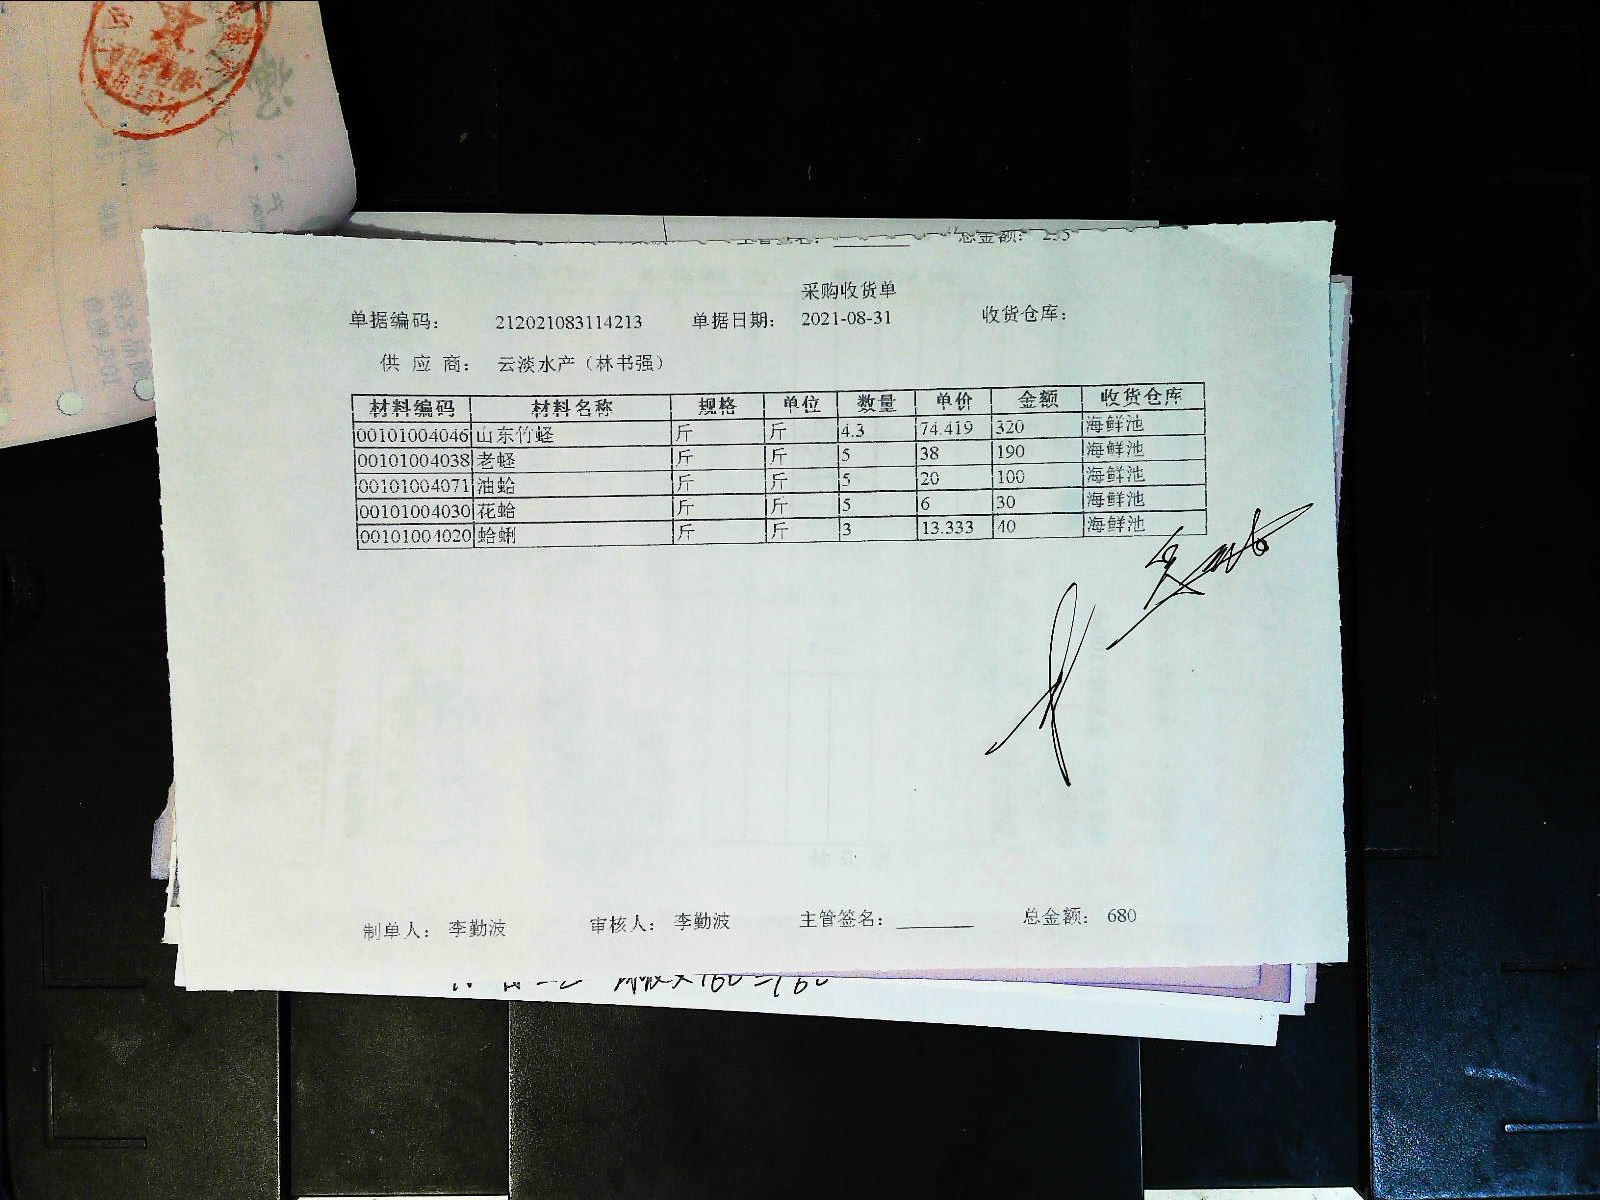 总金额： 235
采购收货单
单据编码： 212021083114213 单据日期： 2021-08-31 收货仓库：
供 应 商： 云淡水产（林书强）
材料编码 材料名称 规格 单位 数量 单价 金额 收货仓库
00101004046 山东竹蛏 斤 斤 4.3 74.419 320 海鲜池
00101004038 老蛏 斤 斤 5 38 190 海鲜池
00101004071 油蛤 斤 斤 5 20 100 海鲜池
00101004030 花蛤 斤 斤 5 6 30 海鲜池
00101004020 蛤蜊 斤 斤 3 13.333 40 海鲜池
制单人： 李勤波 审核人： 李勤波 主管签名： 总金额： 680